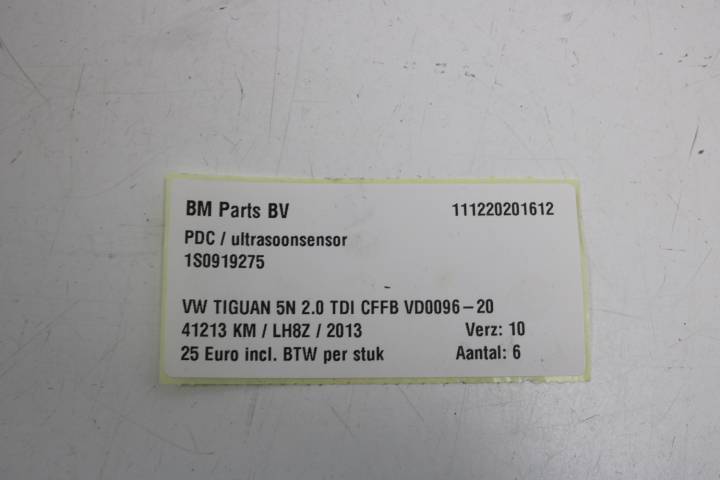 BM Parts BV 111220201612
PDC / ultrasoonsensor
1S0919275
VW TIGUAN 5N 2.0 TDI CFFB VD0096-20
41213 KM / LH8Z / 2013 Verz: 10
25 Euro incl. BTW per stuk Aantal: 6